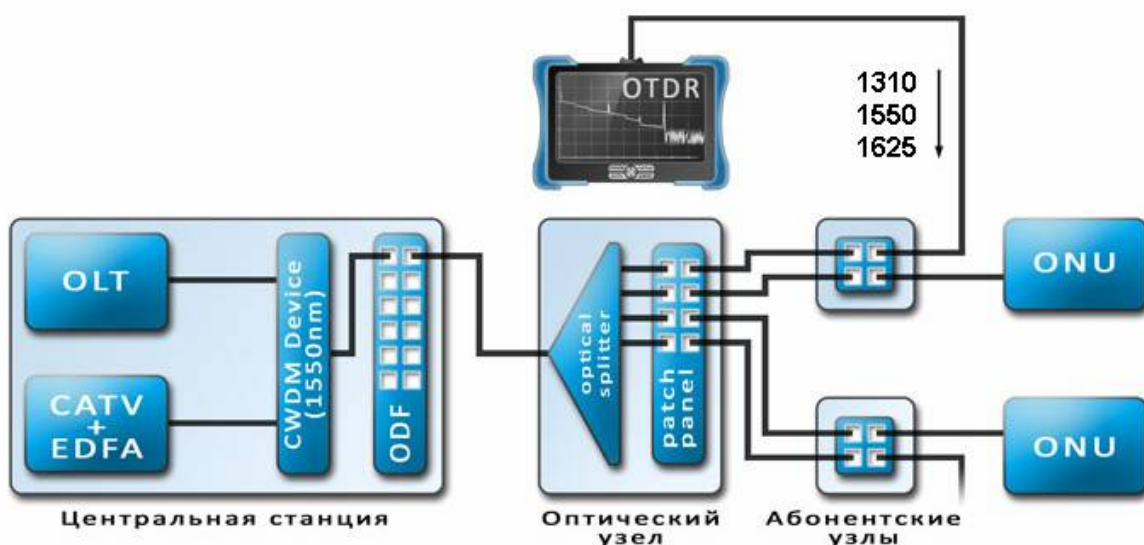 OTDR
1310
1550
1625
OLT
CATV
+
EDFA
CWDM Device
(1550nm)
ODF
optical
splitter
patch
panel
ONU
ONU
Центральная станция
Оптический
узел
Абонентские
узлы